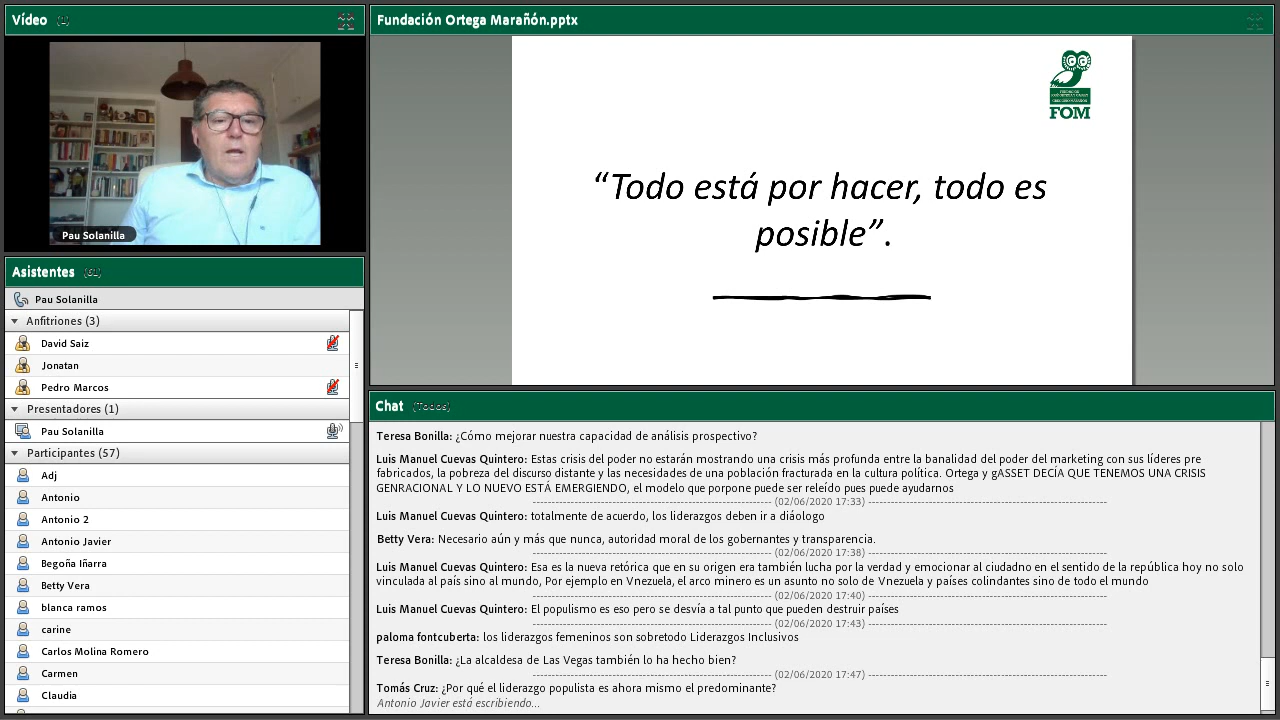 Vídeo (1)
Pau Solanilla
Asistentes (61)
Pau Solanilla
Anfitriones (3)
David Saiz
Jonatan
Pedro Marcos
Presentadores (1)
Pau Solanilla
Participantes (57)
Adj
Antonio
Antonio 2
Antonio Javier
Begoña Iñarra
Betty Vera
blanca ramos
carine
Carlos Molina Romero
Carmen
Claudia
Fundación Ortega Marañón.pptx
FOM
“Todo está por hacer, todo es
posible”.
Chat (Todos)
Teresa Bonilla: ¿Cómo mejorar nuestra capacidad de análisis prospectivo?
Luis Manuel Cuevas Quintero: Estas crisis del poder no estarán mostrando una crisis más profunda entre la banalidad del poder del marketing con sus líderes pre
fabricados, la pobreza del discurso distante y las necesidades de una población fracturada en la cultura política. Ortega y gASSET DECÍA QUE TENEMOS UNA CRISIS
GENRACIONAL Y LO NUEVO ESTÁ EMERGIENDO, el modelo que porpone puede ser releído pues puede ayudarnos
(02/06/2020 17:33)
Luis Manuel Cuevas Quintero: totalmente de acuerdo, los liderazgos deben ir a diáologo
Betty Vera: Necesario aún y más que nunca, autoridad moral de los gobernantes y transparencia.
(02/06/2020 17:38)
Luis Manuel Cuevas Quintero: Esa es la nueva retórica que en su origen era también lucha por la verdad y emocionar al ciudadno en el sentido de la república hoy no solo
vinculada al país sino al mundo, Por ejemplo en Vnezuela, el arco minero es un asunto no solo de Vnezuela y países colindantes sino de todo el mundo
(02/06/2020 17:40)
Luis Manuel Cuevas Quintero: El populismo es eso pero se desvía a tal punto que pueden destruir países
(02/06/2020 17:43)
paloma fontcuberta: los liderazgos femeninos son sobretodo Liderazgos Inclusivos
Teresa Bonilla: ¿La alcaldesa de Las Vegas también lo ha hecho bien?
(02/06/2020 17:47)
Tomás Cruz: ¿Por qué el liderazgo populista es ahora mismo el predominante?
Antonio Javier está escribiendo...